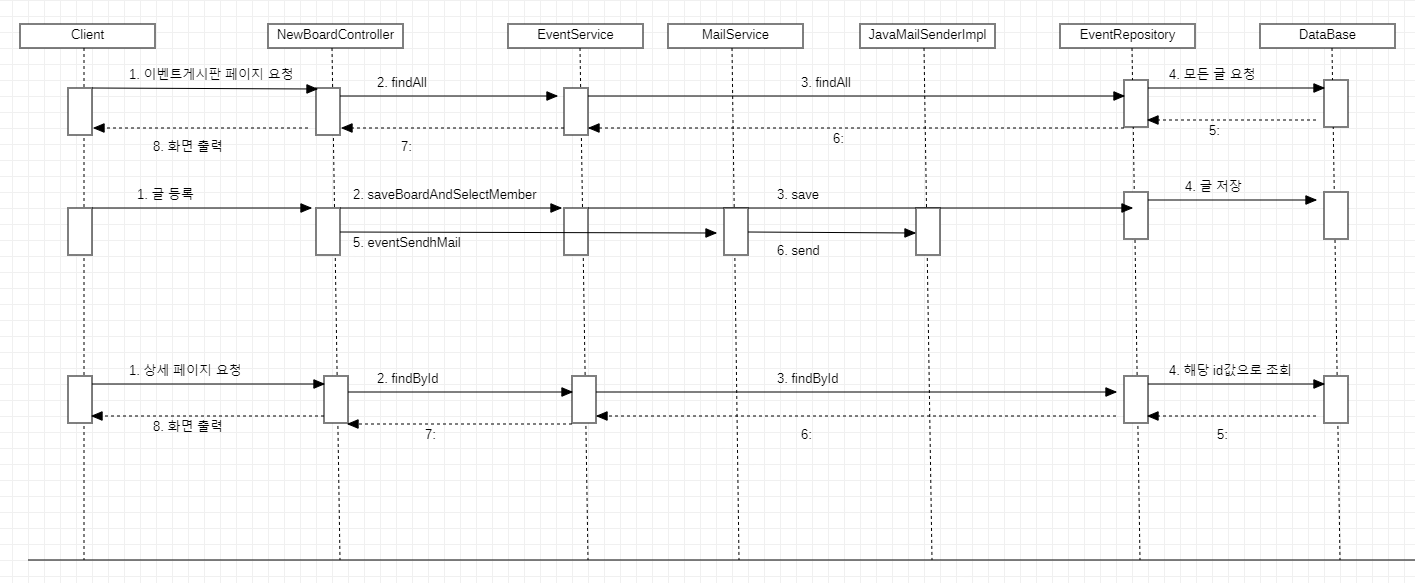 Client
NewBoardController
EventService
MailService
JavaMailSenderImpl
EventRepository
DataBase
1. 이벤트게시판 페이지 요청
2. findAll
3. findAll
4. 모든 글 요청
5:
6:
7:
8. 화면 출력
1. 글 등록
2. saveBoardAndSelectMember
3. save
4. 글 저장
5. eventSendhMail
6. send
1. 상세 페이지 요청
2. findById
3. findById
4. 해당 id값으로 조회
5:
6:
7:
8. 화면 출력